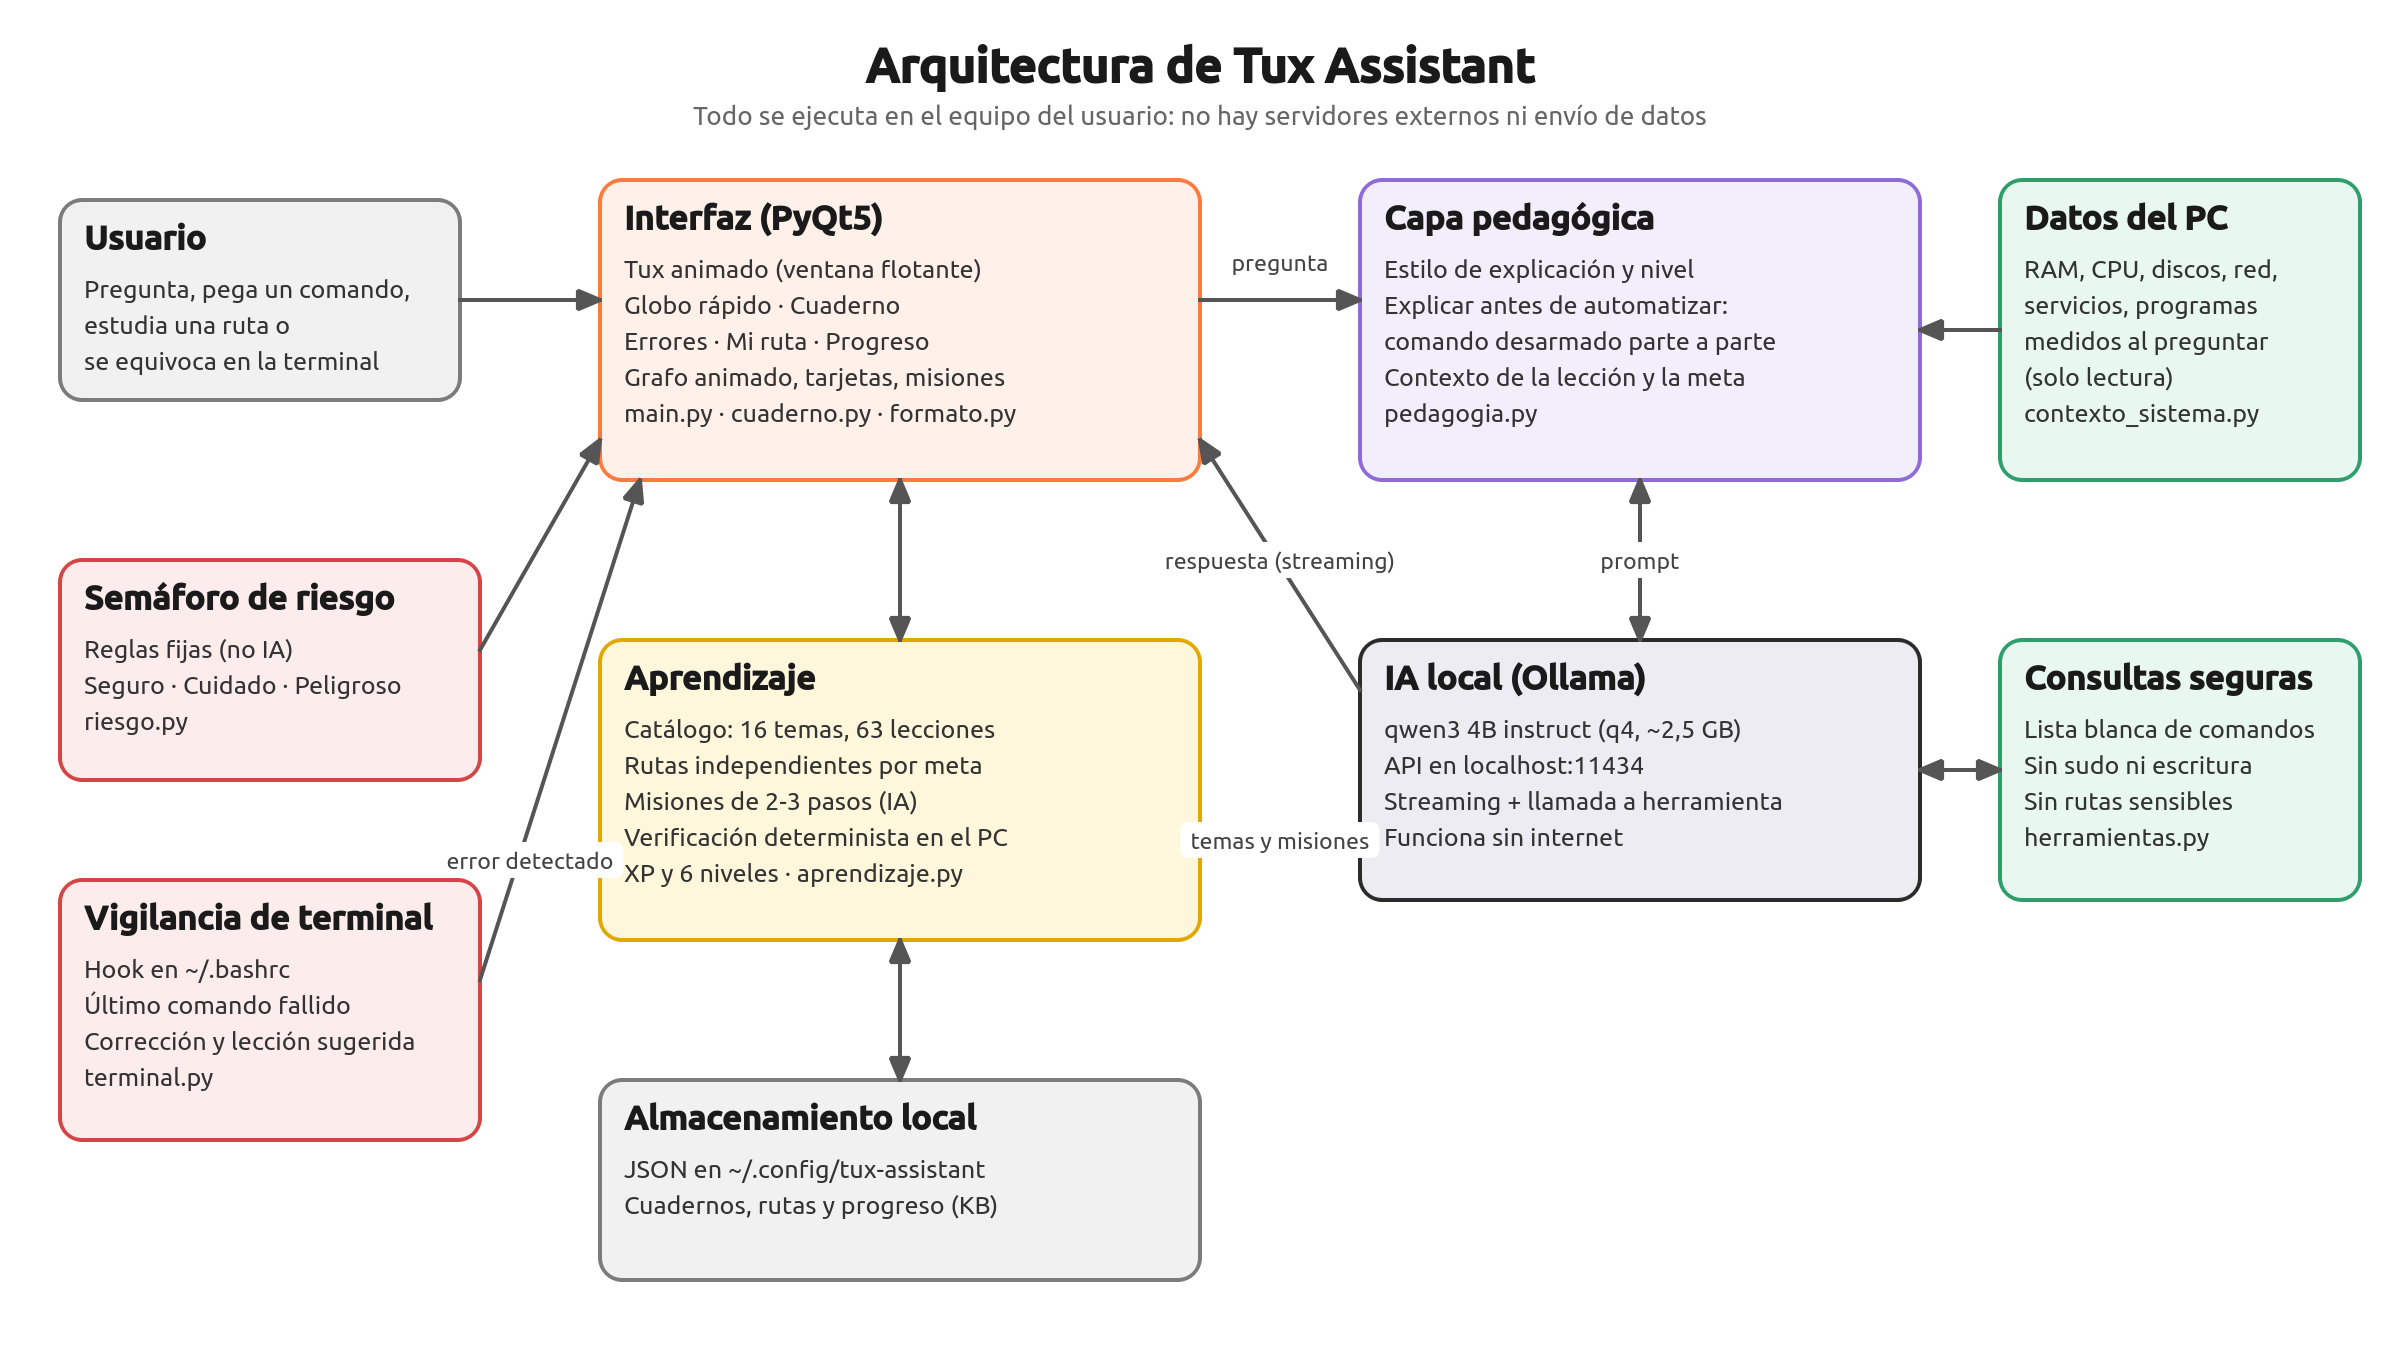 Arquitectura de Tux Assistant
Todo se ejecuta en el equipo del usuario: no hay servidores externos ni envío de datos
Usuario
Pregunta, pega un comando,
estudia una ruta o
se equivoca en la terminal
Interfaz (PyQt5)
Tux animado (ventana flotante)
Globo rápido · Cuaderno
Errores · Mi ruta · Progreso
Grafo animado, tarjetas, misiones
main.py · cuaderno.py · formato.py
pregunta
Capa pedagógica
Estilo de explicación y nivel
Explicar antes de automatizar:
comando desarmado parte a parte
Contexto de la lección y la meta
pedagogia.py
Datos del PC
RAM, CPU, discos, red,
servicios, programas
medidos al preguntar
(solo lectura)
contexto_sistema.py
respuesta (streaming)
prompt
Semáforo de riesgo
Reglas fijas (no IA)
Seguro · Cuidado · Peligroso
riesgo.py
Aprendizaje
Catálogo: 16 temas, 63 lecciones
Rutas independientes por meta
Misiones de 2-3 pasos (IA)
Verificación determinista en el PC
XP y 6 niveles · aprendizaje.py
temas y misiones
IA local (Ollama)
qwen3 4B instruct (q4, ~2,5 GB)
API en localhost:11434
Streaming + llamada a herramienta
Funciona sin internet
Consultas seguras
Lista blanca de comandos
Sin sudo ni escritura
Sin rutas sensibles
herramientas.py
error detectado
Vigilancia de terminal
Hook en ~/.bashrc
Último comando fallido
Corrección y lección sugerida
terminal.py
Almacenamiento local
JSON en ~/.config/tux-assistant
Cuadernos, rutas y progreso (KB)